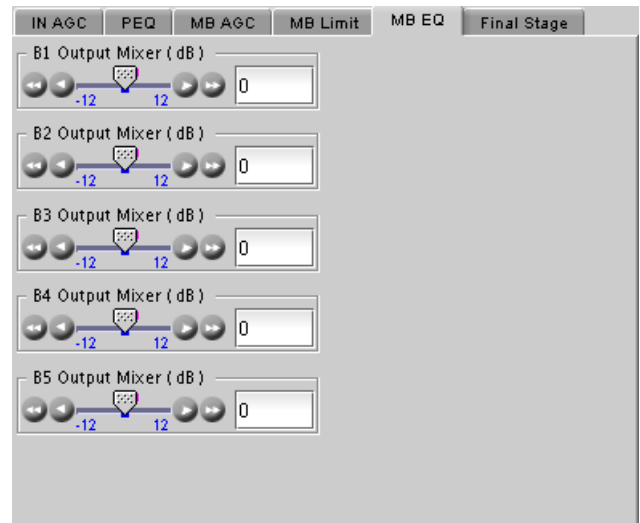 IN AGC PEQ MB AGC MB Limit MB EQ Final Stage
B1 Output Mixer ( dB )
0
-12 12
B2 Output Mixer ( dB )
0
-12 12
B3 Output Mixer ( dB )
0
-12 12
B4 Output Mixer ( dB )
0
-12 12
B5 Output Mixer ( dB )
0
-12 12